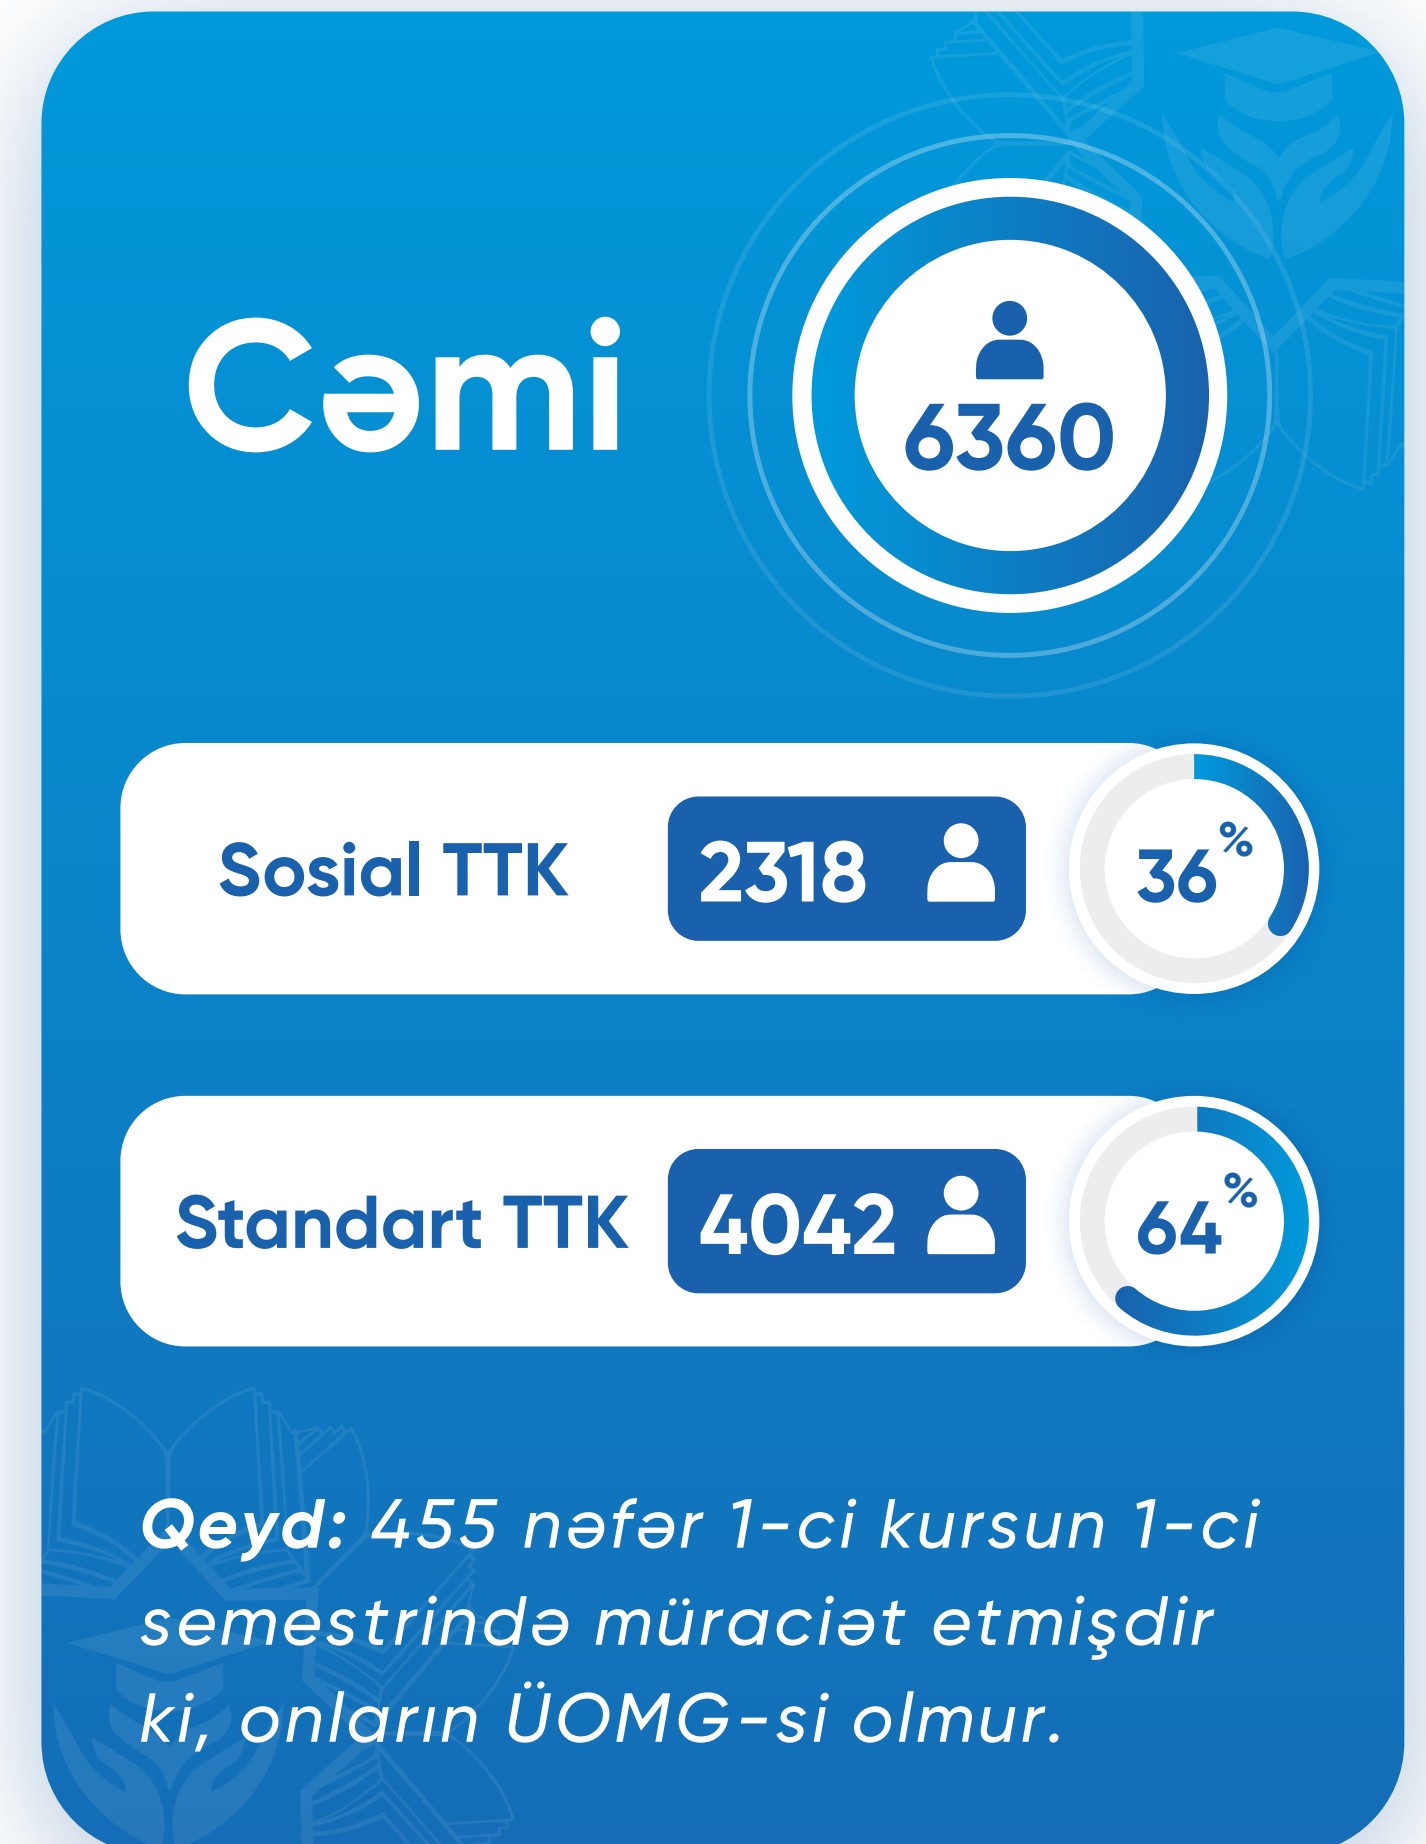 Cəmi
6360
Sosial TTK 2318 36%
Standart TTK 4042 64%
Qeyd: 455 nəfər 1-ci kursun 1-ci
semestrində müraciət etmişdir
ki, onların ÜOMG-si olmur.